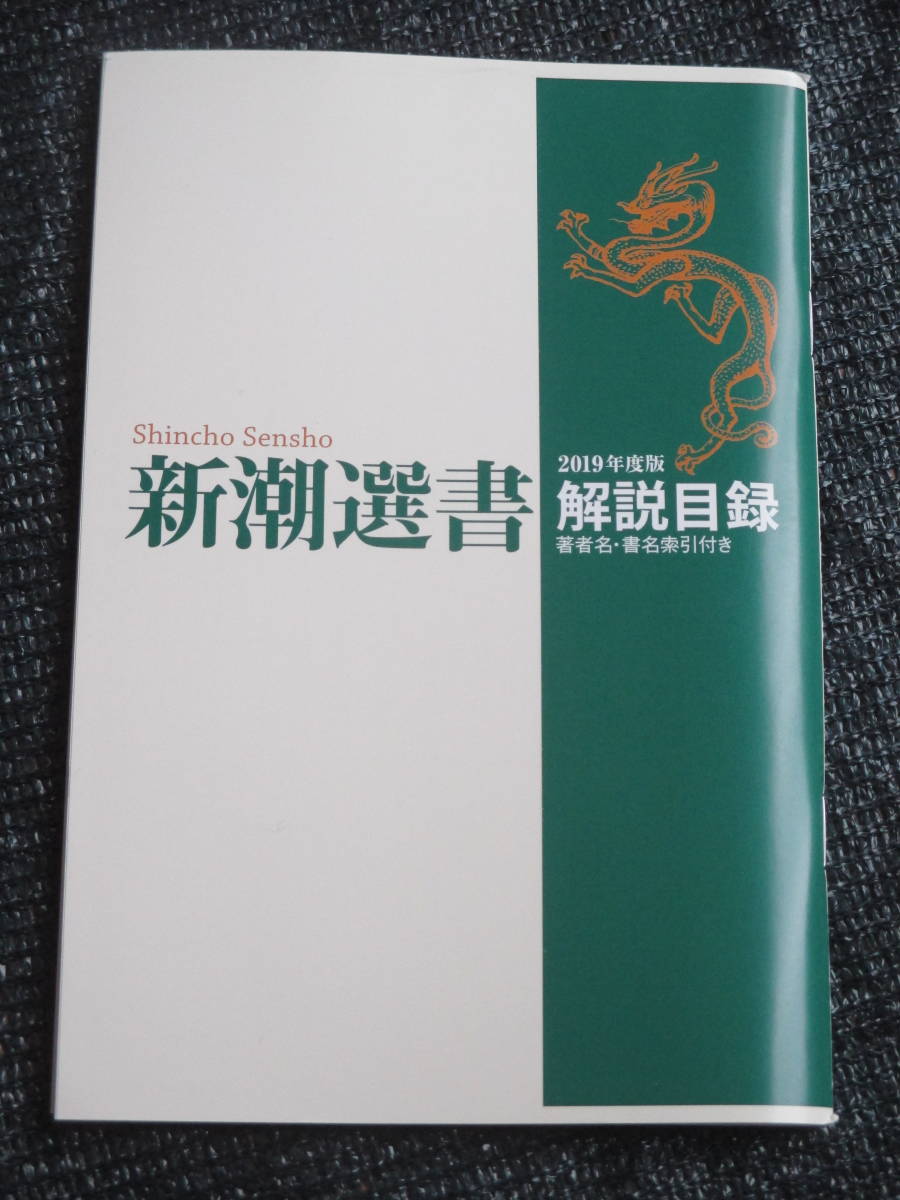 Shincho Sensho
新潮選書
2019年度版
解説目録
著者名・書名索引付き